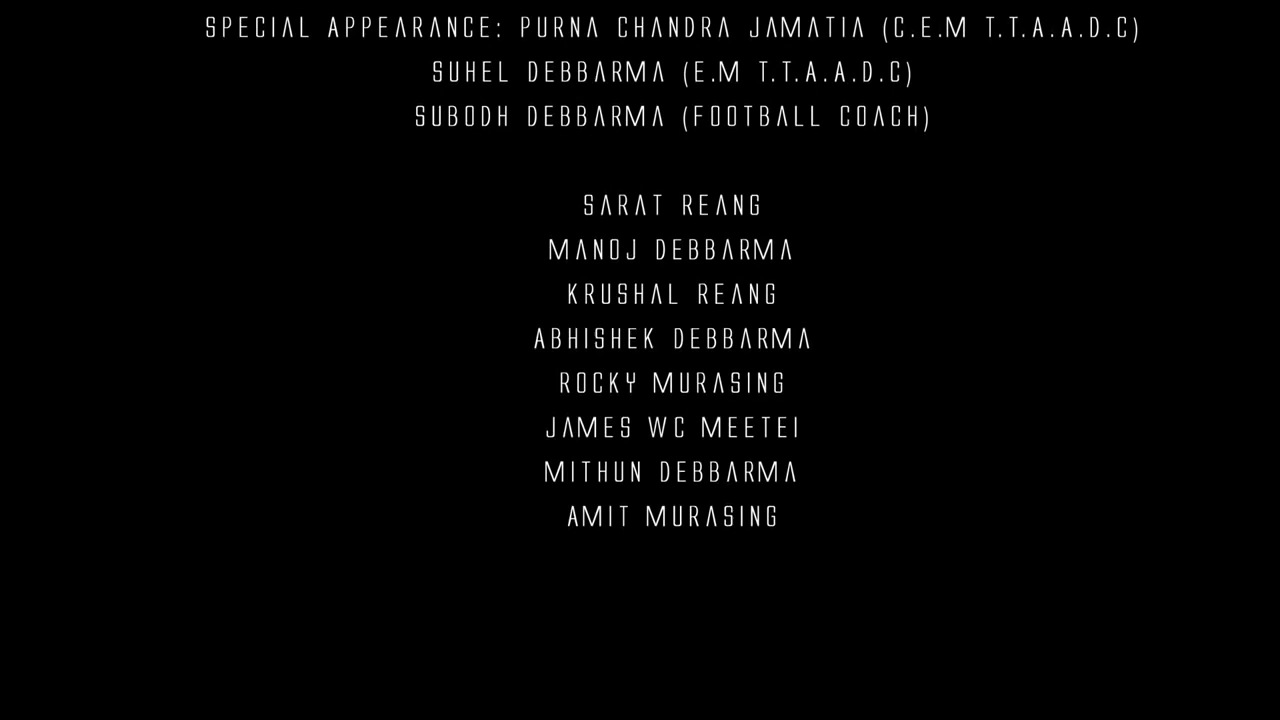 SPECIAL APPEARANCE: PURNA CHANDRA JAMATIA (C.E.M T.T.A.A.D.C)
SUHEL DEBBARMA (E.M T.T.A.A.D.C)
SUBODH DEBBARMA (FOOTBALL COACH)
SARAT REANG
MANOJ DEBBARMA
KRUSHAL REANG
ABHISHEK DEBBARMA
ROCKY MURASING
JAMES WC MEETEI
MITHUN DEBBARMA
AMIT MURASING